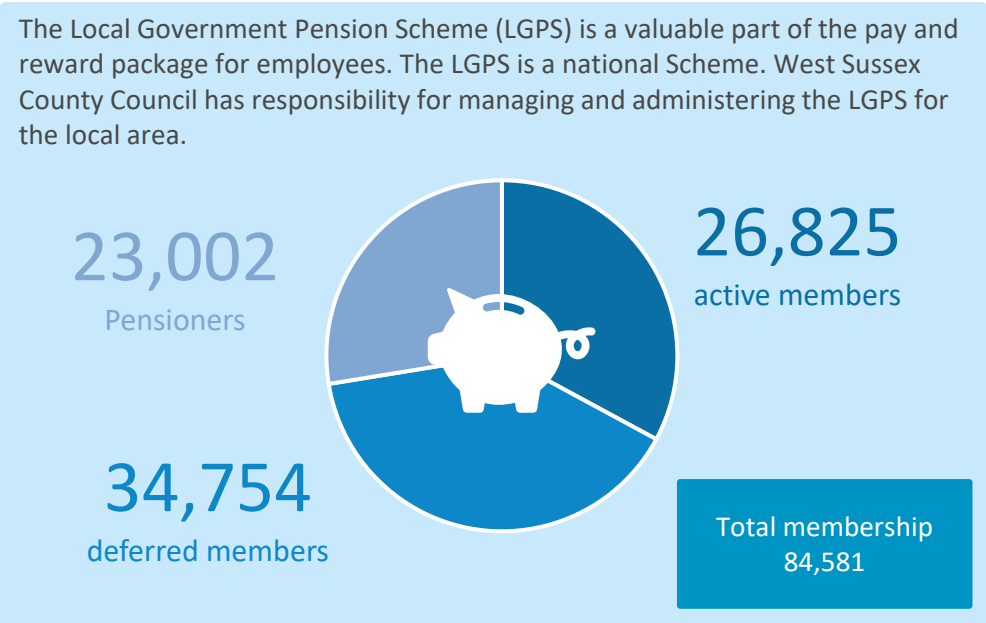 The Local Government Pension Scheme (LGPS) is a valuable part of the pay and
reward package for employees. The LGPS is a national Scheme. West Sussex
County Council has responsibility for managing and administering the LGPS for
the local area.
23,002
Pensioners
26,825
active members
34,754
deferred members
Total membership
84,581